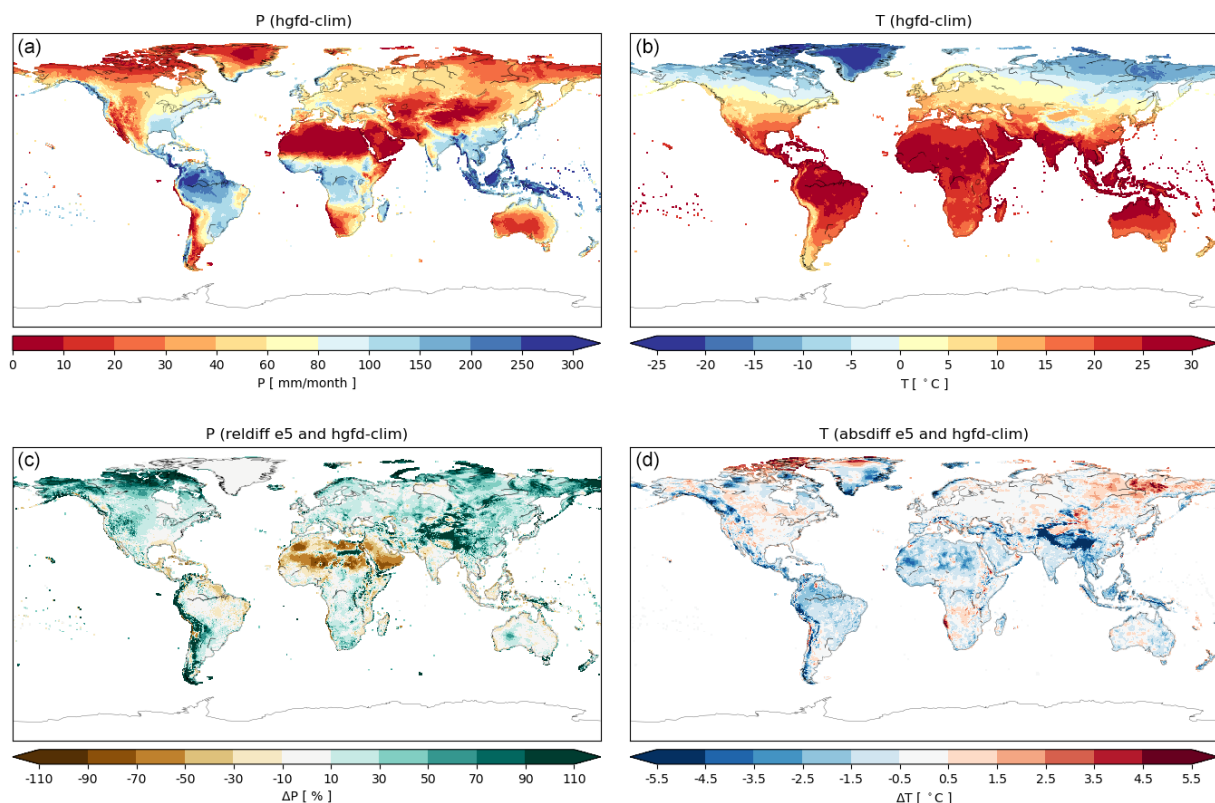 P (hgfd-clim)
T (hgfd-clim)
(a)
(b)
0 10 20 30 40 60 80 100 150 200 250 300
P [ mm/month ]
-25 -20 -15 -10 -5 0 5 10 15 20 25 30
T [ °C ]
P (reldiff e5 and hgfd-clim)
T (absdiff e5 and hgfd-clim)
(c)
(d)
-110 -90 -70 -50 -30 -10 10 30 50 70 90 110
ΔP [ % ]
-5.5 -4.5 -3.5 -2.5 -1.5 -0.5 0.5 1.5 2.5 3.5 4.5 5.5
ΔT [ °C ]